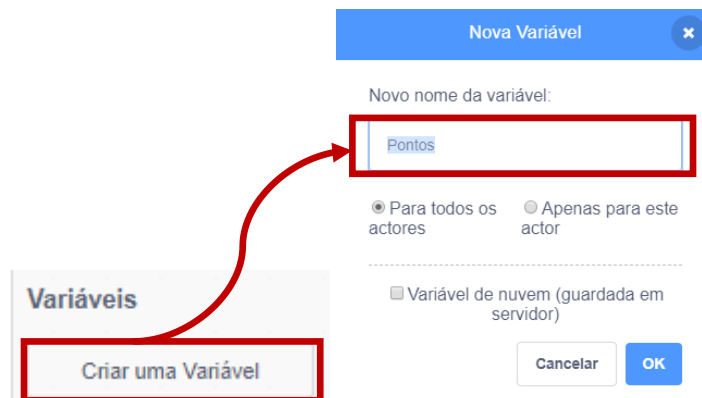 Nova Variável
Novo nome da variável:
Pontos
Para todos os
actores
Apenas para este
actor
Variável de nuvem (guardada em
servidor)
Cancelar
OK
Variáveis
Criar uma Variável